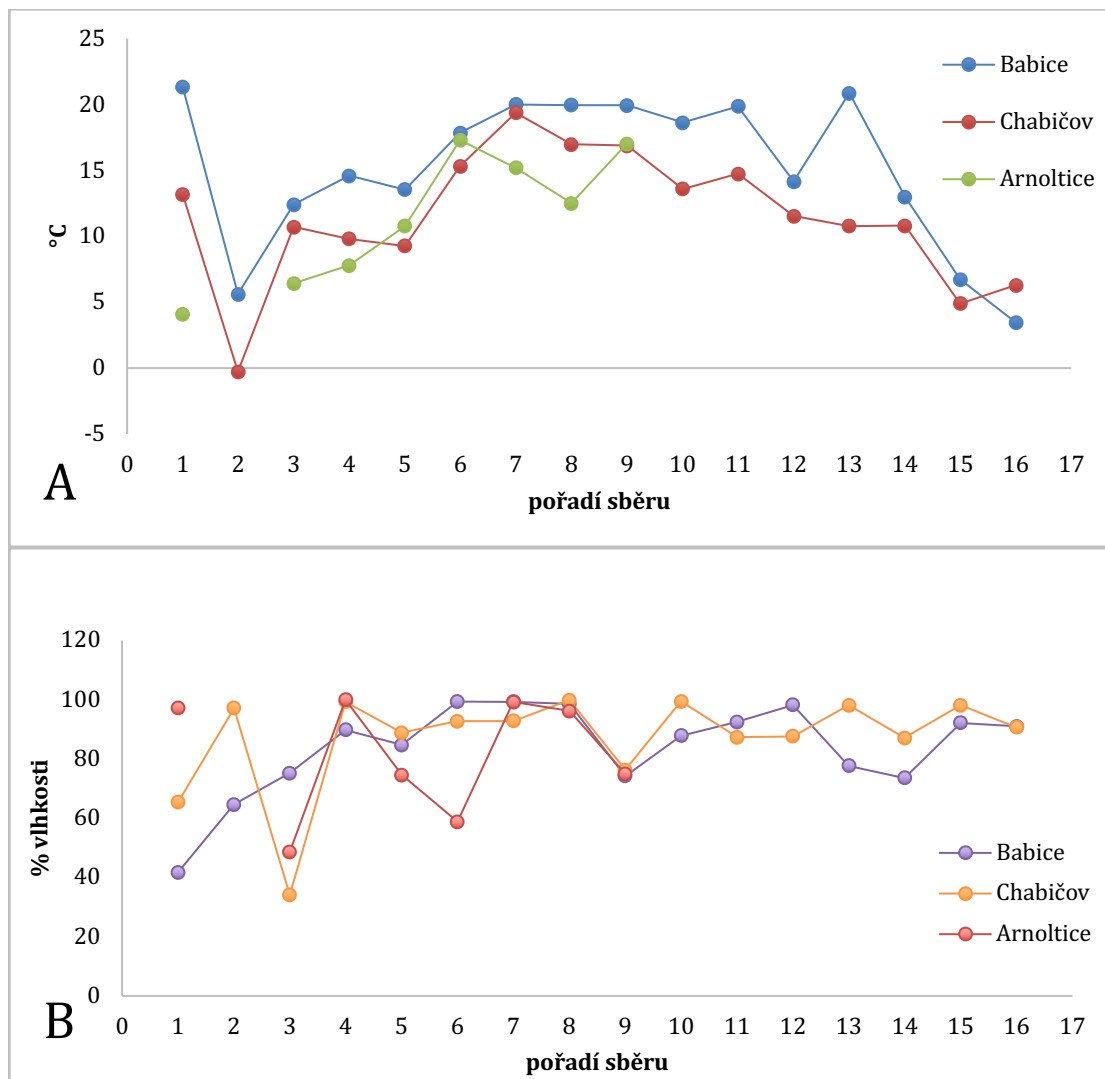 25
20
15
10
5
0
-5
°C
Babice
Chabičov
Arnoltice
0 1 2 3 4 5 6 7 8 9 10 11 12 13 14 15 16 17
A
pořadí sběru
120
100
80
60
40
20
0
% vlhkosti
Babice
Chabičov
Arnoltice
0 1 2 3 4 5 6 7 8 9 10 11 12 13 14 15 16 17
B
pořadí sběru